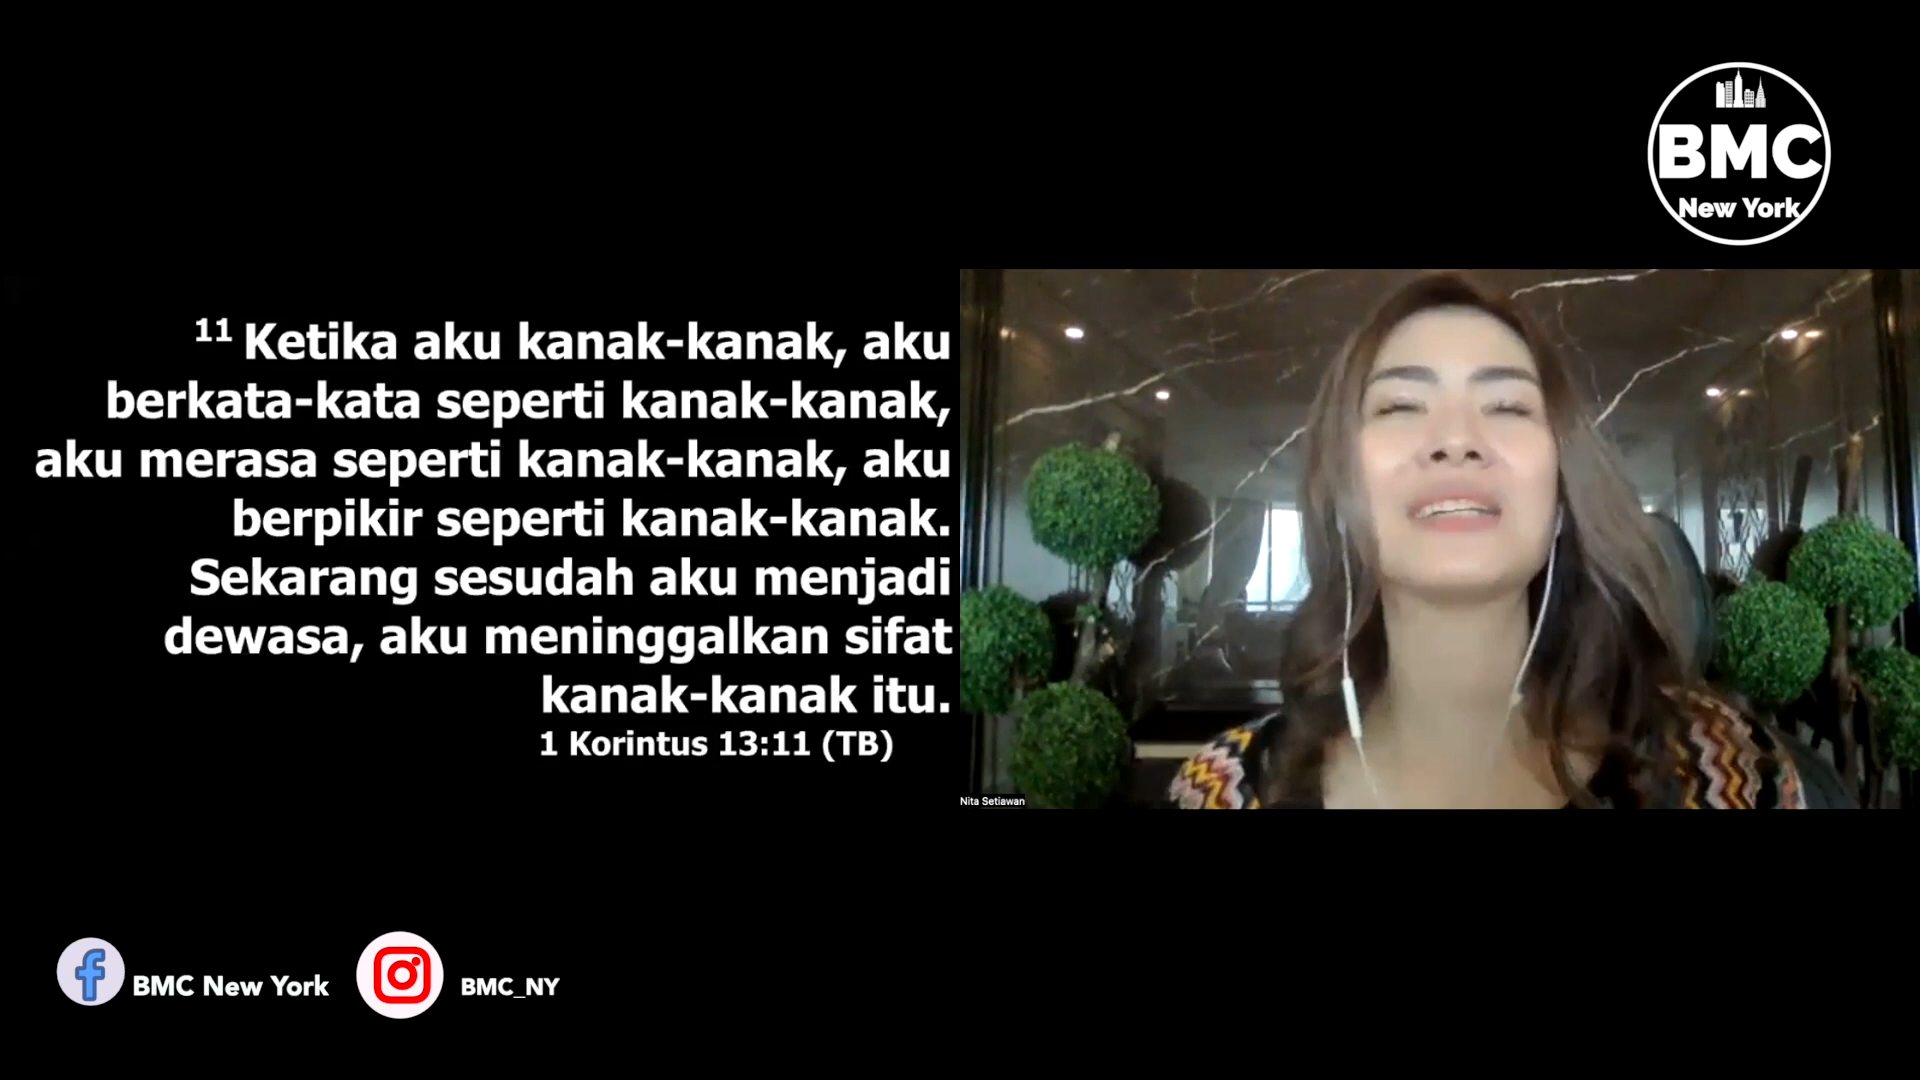 BMC
New York
11 Ketika aku kanak-kanak, aku
berkata-kata seperti kanak-kanak,
aku merasa seperti kanak-kanak, aku
berpikir seperti kanak-kanak.
Sekarang sesudah aku menjadi
dewasa, aku meninggalkan sifat
kanak-kanak itu.
1 Korintus 13:11 (TB)
Nita Setiawan
BMC New York
BMC_NY